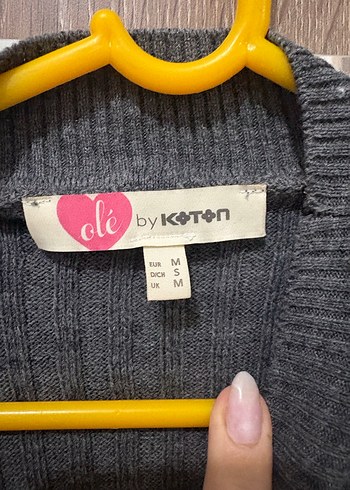 olé by KOTON
EUR M
DICH S
UK M